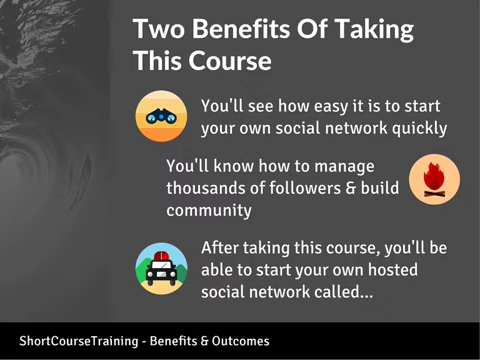 Two Benefits Of Taking
This Course
You'll see how easy it is to start
your own social network quickly
You'll know how to manage
thousands of followers & build
community
After taking this course, you'll be
able to start your own hosted
social network called...
ShortCourseTraining - Benefits & Outcomes